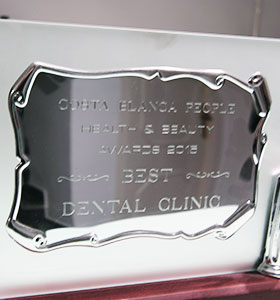 COSTA BLANCA PEOPLE
HEALTH & BEAUTY
AWARDS 2015
BEST
DENTAL CLINIC